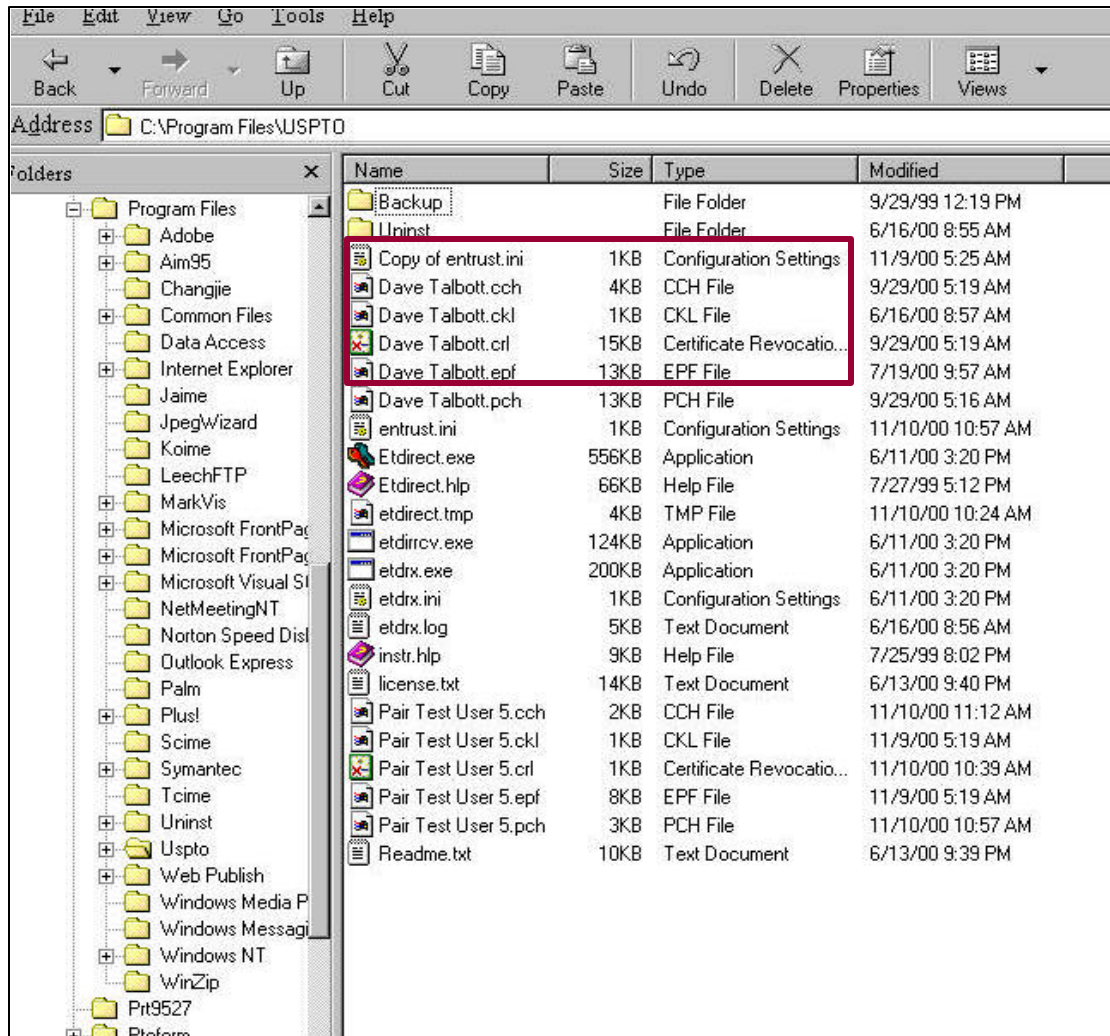 File Edit View Go Tools Help
Back Forward Up Cut Copy Paste Undo Delete Properties Views
Address C:\Program Files\USPTO
Folders x
Program Files
Adobe
Aim95
Changjie
Common Files
Data Access
Internet Explorer
Jaime
JpegWizard
Koime
LeechFTP
MarkVis
Microsoft FrontPag
Microsoft FrontPag
Microsoft Visual
NetMeetingNT
Norton Speed Disl
Outlook Express
Palm
Plus!
Scime
Symantec
Tcime
Uninst
Uspto
Web Publish
Windows Media P
Windows Messagi
Windows NT
WinZip
Prt9527
Ptoform
Name Size Type Modified
Backup File Folder 9/29/99 12:19 PM
Uninst File Folder 6/16/00 8:55 AM
Copy of entrust.ini 1KB Configuration Settings 11/9/00 5:25 AM
Dave Talbott.cch 4KB CCH File 9/29/00 5:19 AM
Dave Talbott.ckl 1KB CKL File 6/16/00 8:57 AM
Dave Talbott.crl 15KB Certificate Revocatio... 9/29/00 5:19 AM
Dave Talbott.epf 13KB EPF File 7/19/00 9:57 AM
Dave Talbott.pch 13KB PCH File 9/29/00 5:16 AM
entrust.ini 1KB Configuration Settings 11/10/00 10:57 AM
Etdirect.exe 556KB Application 6/11/00 3:20 PM
Etdirect.hlp 66KB Help File 7/27/99 5:12 PM
etdirect.tmp 4KB TMP File 11/10/00 10:24 AM
etdirrcv.exe 124KB Application 6/11/00 3:20 PM
etdrx.exe 200KB Application 6/11/00 3:20 PM
etdrx.ini 1KB Configuration Settings 6/11/00 3:20 PM
etdrx.log 5KB Text Document 6/16/00 8:56 AM
instr.hlp 9KB Help File 7/25/99 8:02 PM
license.txt 14KB Text Document 6/13/00 9:40 PM
Pair Test User 5.cch 2KB CCH File 11/10/00 11:12 AM
Pair Test User 5.ckl 1KB CKL File 11/9/00 5:19 AM
Pair Test User 5.crl 1KB Certificate Revocatio... 11/10/00 10:39 AM
Pair Test User 5.epf 8KB EPF File 11/9/00 5:19 AM
Pair Test User 5.pch 3KB PCH File 11/10/00 10:57 AM
Readme.txt 10KB Text Document 6/13/00 9:39 PM